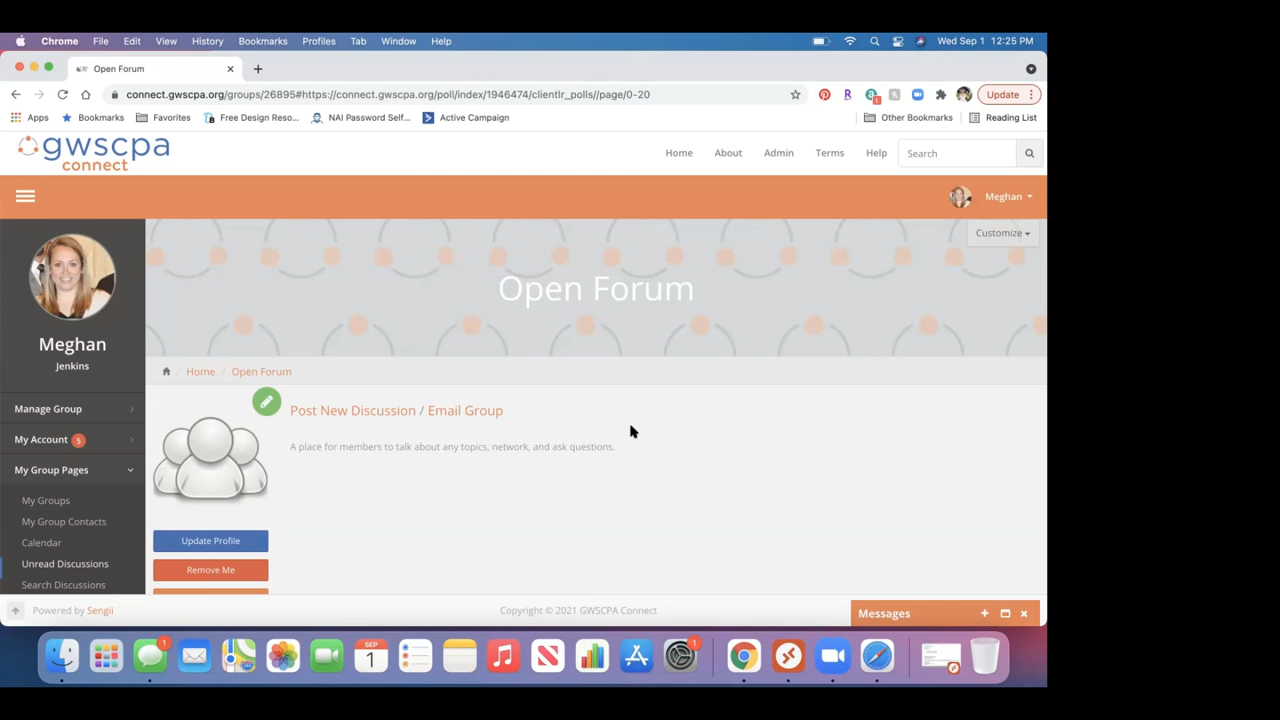 Chrome File Edit View History Bookmarks Profiles Tab Window Help Wed Sep 1 12:25 PM
Open Forum
connect.gwscpa.org/groups/26895#https://connect.gwscpa.org/poll/index/1946474/clientlr_polls//page/0-20 Update
Apps Bookmarks Favorites Free Design Reso... NAI Password Self... Active Campaign Other Bookmarks Reading List
gwscpa
connect
Home About Admin Terms Help Search
Meghan
Customize
Open Forum
Meghan
Jenkins
Home / Open Forum
Manage Group
My Account 5
My Group Pages
My Groups
My Group Contacts
Calendar
Unread Discussions
Search Discussions
Post New Discussion / Email Group
A place for members to talk about any topics, network, and ask questions.
Update Profile
Remove Me
Powered by Sengii
Copyright © 2021 GWSCPA Connect
Messages
1
SEP
1
1